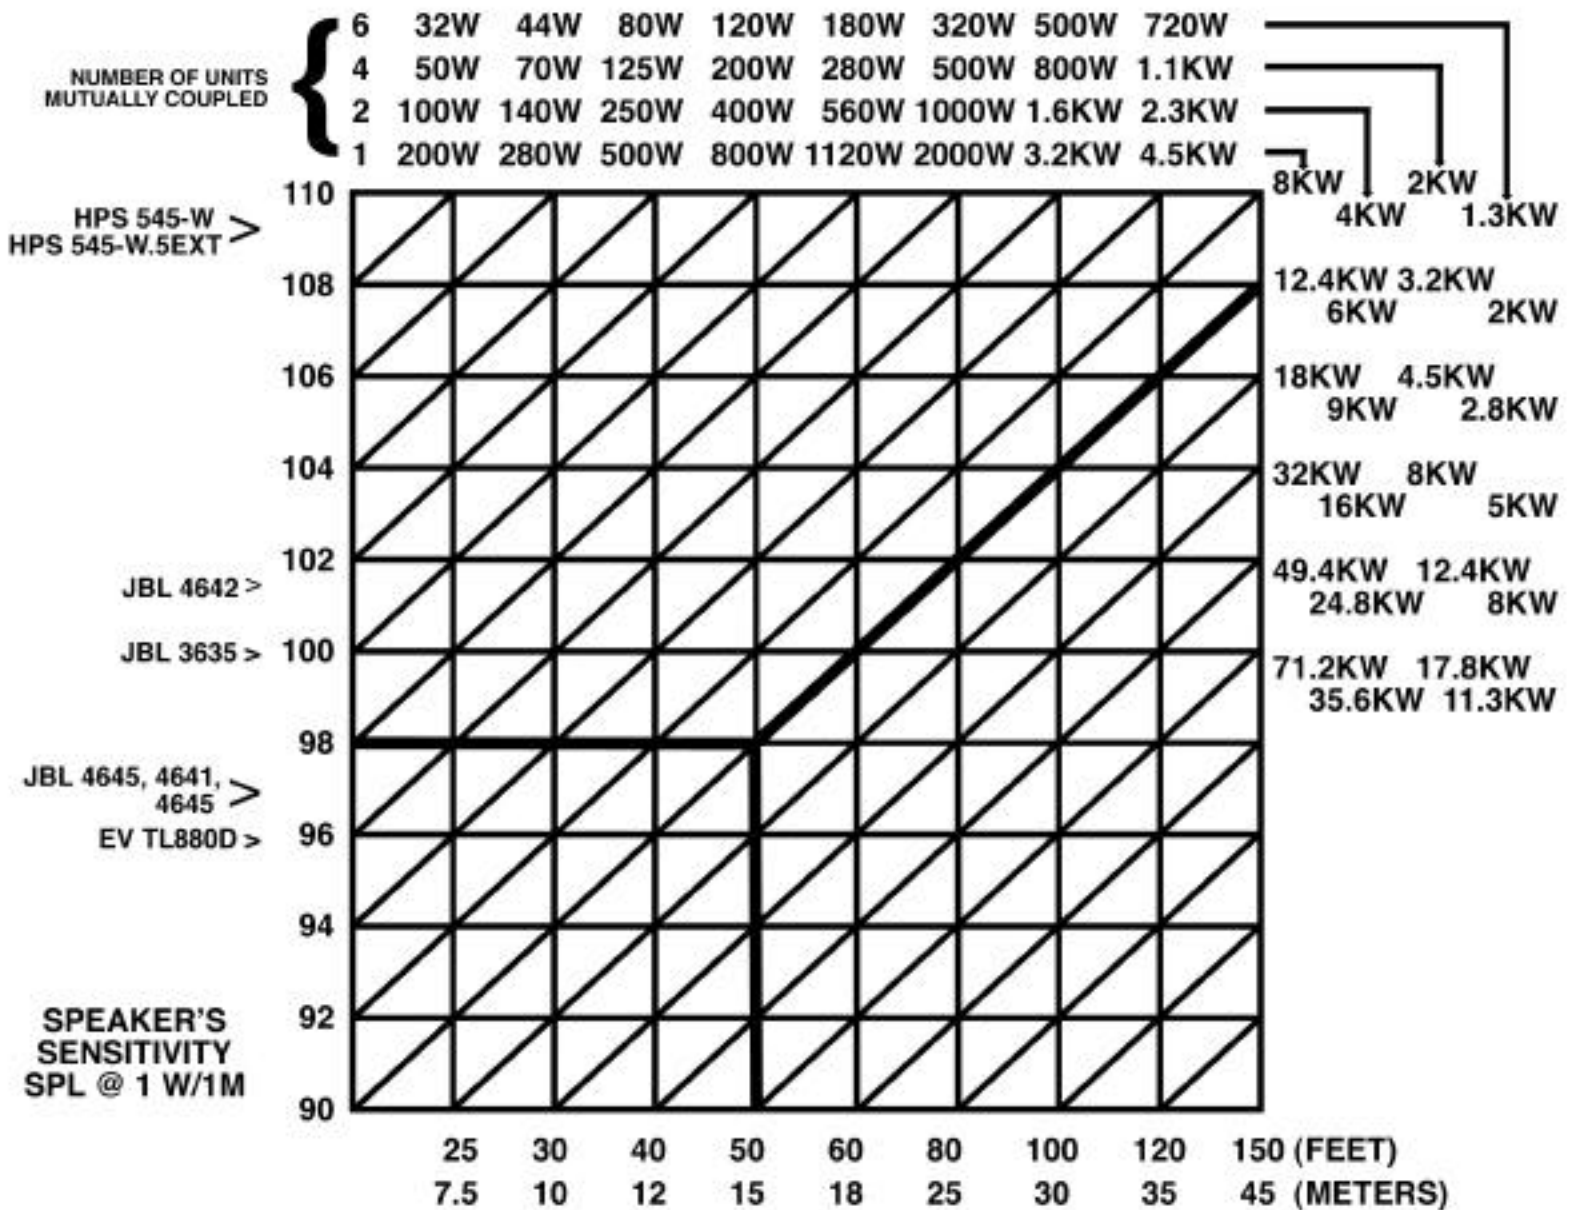 6 32W 44W 80W 120W 180W 320W 500W 720W
NUMBER OF UNITS
MUTUALLY COUPLED
4 50W 70W 125W 200W 280W 500W 800W 1.1KW
2 100W 140W 250W 400W 560W 1000W 1.6KW 2.3KW
1 200W 280W 500W 800W 1120W 2000W 3.2KW 4.5KW
8KW 2KW
4KW 1.3KW
110
HPS 545-W
HPS 545-W.5EXT >
108
12.4KW 3.2KW
6KW 2KW
106
18KW 4.5KW
9KW 2.8KW
104
32KW 8KW
16KW 5KW
102
JBL 4642 >
49.4KW 12.4KW
24.8KW 8KW
JBL 3635 > 100
71.2KW 17.8KW
35.6KW 11.3KW
98
JBL 4645, 4641,
4645 >
EV TL880D > 96
94
92
SPEAKER'S
SENSITIVITY
SPL @ 1 W/1M
90
25 30 40 50 60 80 100 120 150 (FEET)
7.5 10 12 15 18 25 30 35 45 (METERS)